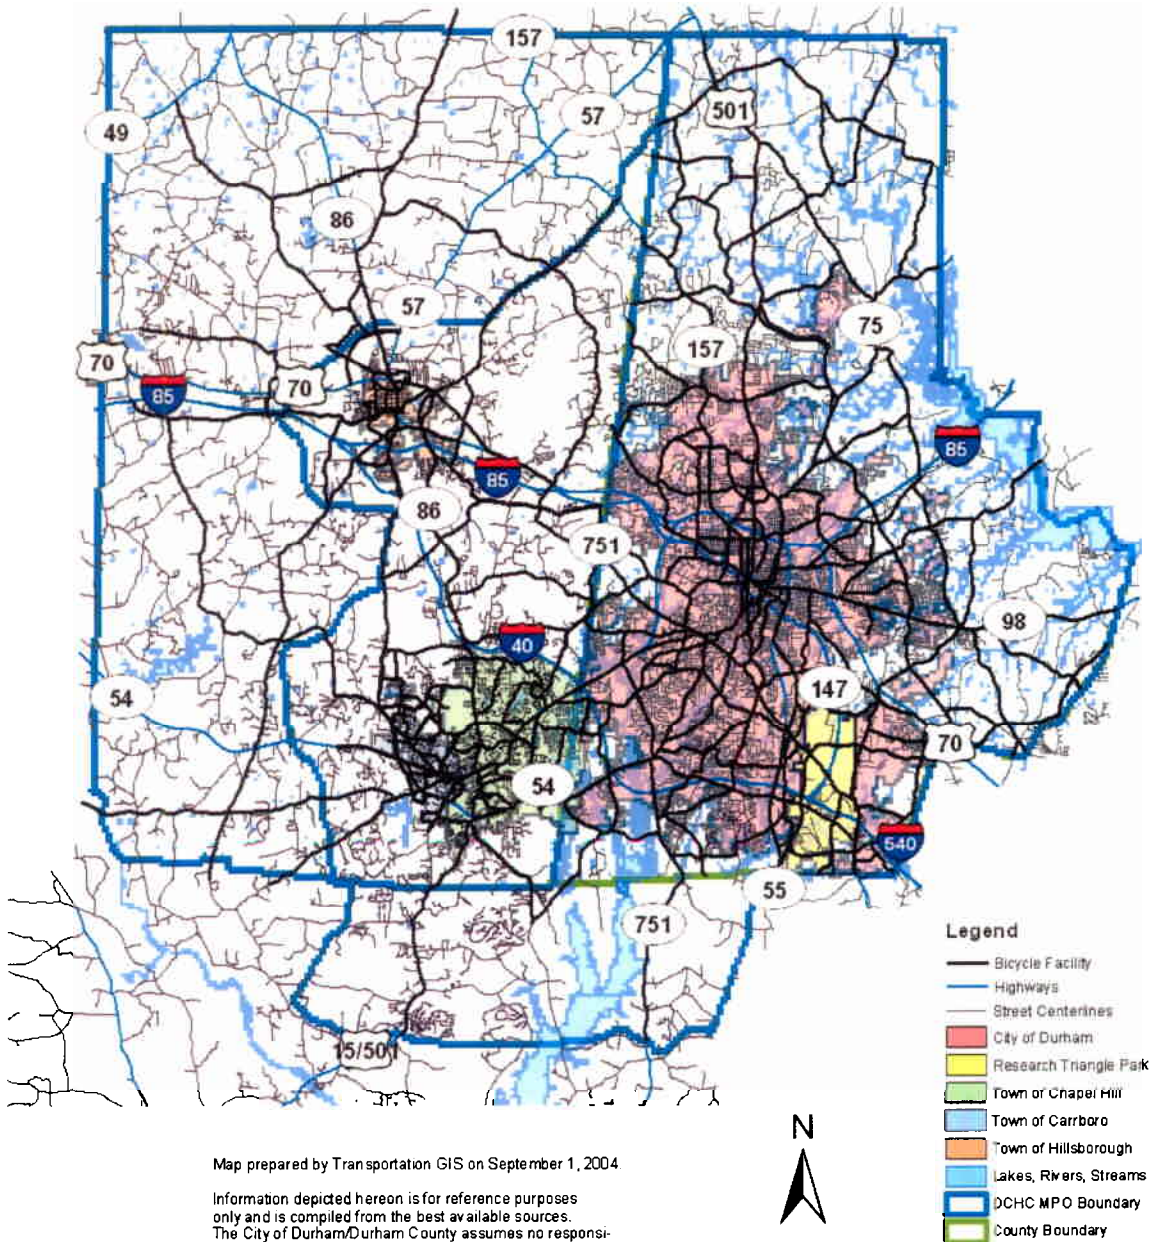 157
49
57
501
86
57
75
157
70
85
70
85
85
86
751
98
40
54
147
70
54
540
55
751
15/501
Legend
Bicycle Facility
Highways
Street Centerlines
City of Durham
Research Triangle Park
Town of Chapel Hill
Town of Carrboro
Town of Hillsborough
Lakes, Rivers, Streams
DCHC MPO Boundary
County Boundary
N
Map prepared by Transportation GIS on September 1, 2004
Information depicted hereon is for reference purposes
only and is compiled from the best available sources.
The City of Durham/Durham County assumes no responsi-